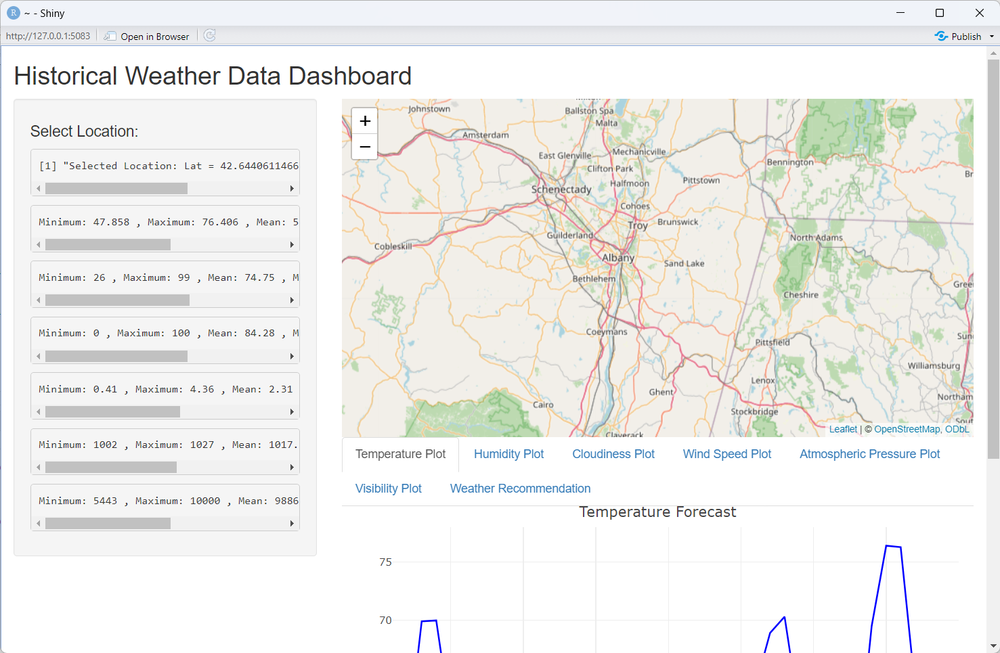 R ~ - Shiny
http://127.0.0.1:5083 Open in Browser Publish
Historical Weather Data Dashboard
Select Location:
[1] "Selected Location: Lat = 42.6440611466
Minimum: 47.858 , Maximum: 76.406 , Mean: 5
Minimum: 26 , Maximum: 99 , Mean: 74.75 , M
Minimum: 0 , Maximum: 100 , Mean: 84.28 , M
Minimum: 0.41 , Maximum: 4.36 , Mean: 2.31
Minimum: 1002 , Maximum: 1027 , Mean: 1017.
Minimum: 5443 , Maximum: 10000 , Mean: 9886
+
−
Johnstown
Ballston Spa
Malta
Amsterdam
East Glenville
Mechanicville
Clifton Park
Bennington
Br
Halfmoon
Pittstown
Schenectady
Cohoes
Troy
Brunswick
Guilderland
North Adams
Cobleskill
Albany
Sand Lake
Bethlehem
Gree
Cheshire
Coeymans
Pittsfield
Sun
Williamsburg
Lenox
Ghent
Northam
Cairo
Stockbridge
Sout
Claverack
Leaflet | © OpenStreetMap, ODbL
Temperature Plot
Humidity Plot
Cloudiness Plot
Wind Speed Plot
Atmospheric Pressure Plot
Visibility Plot
Weather Recommendation
Temperature Forecast
75
70